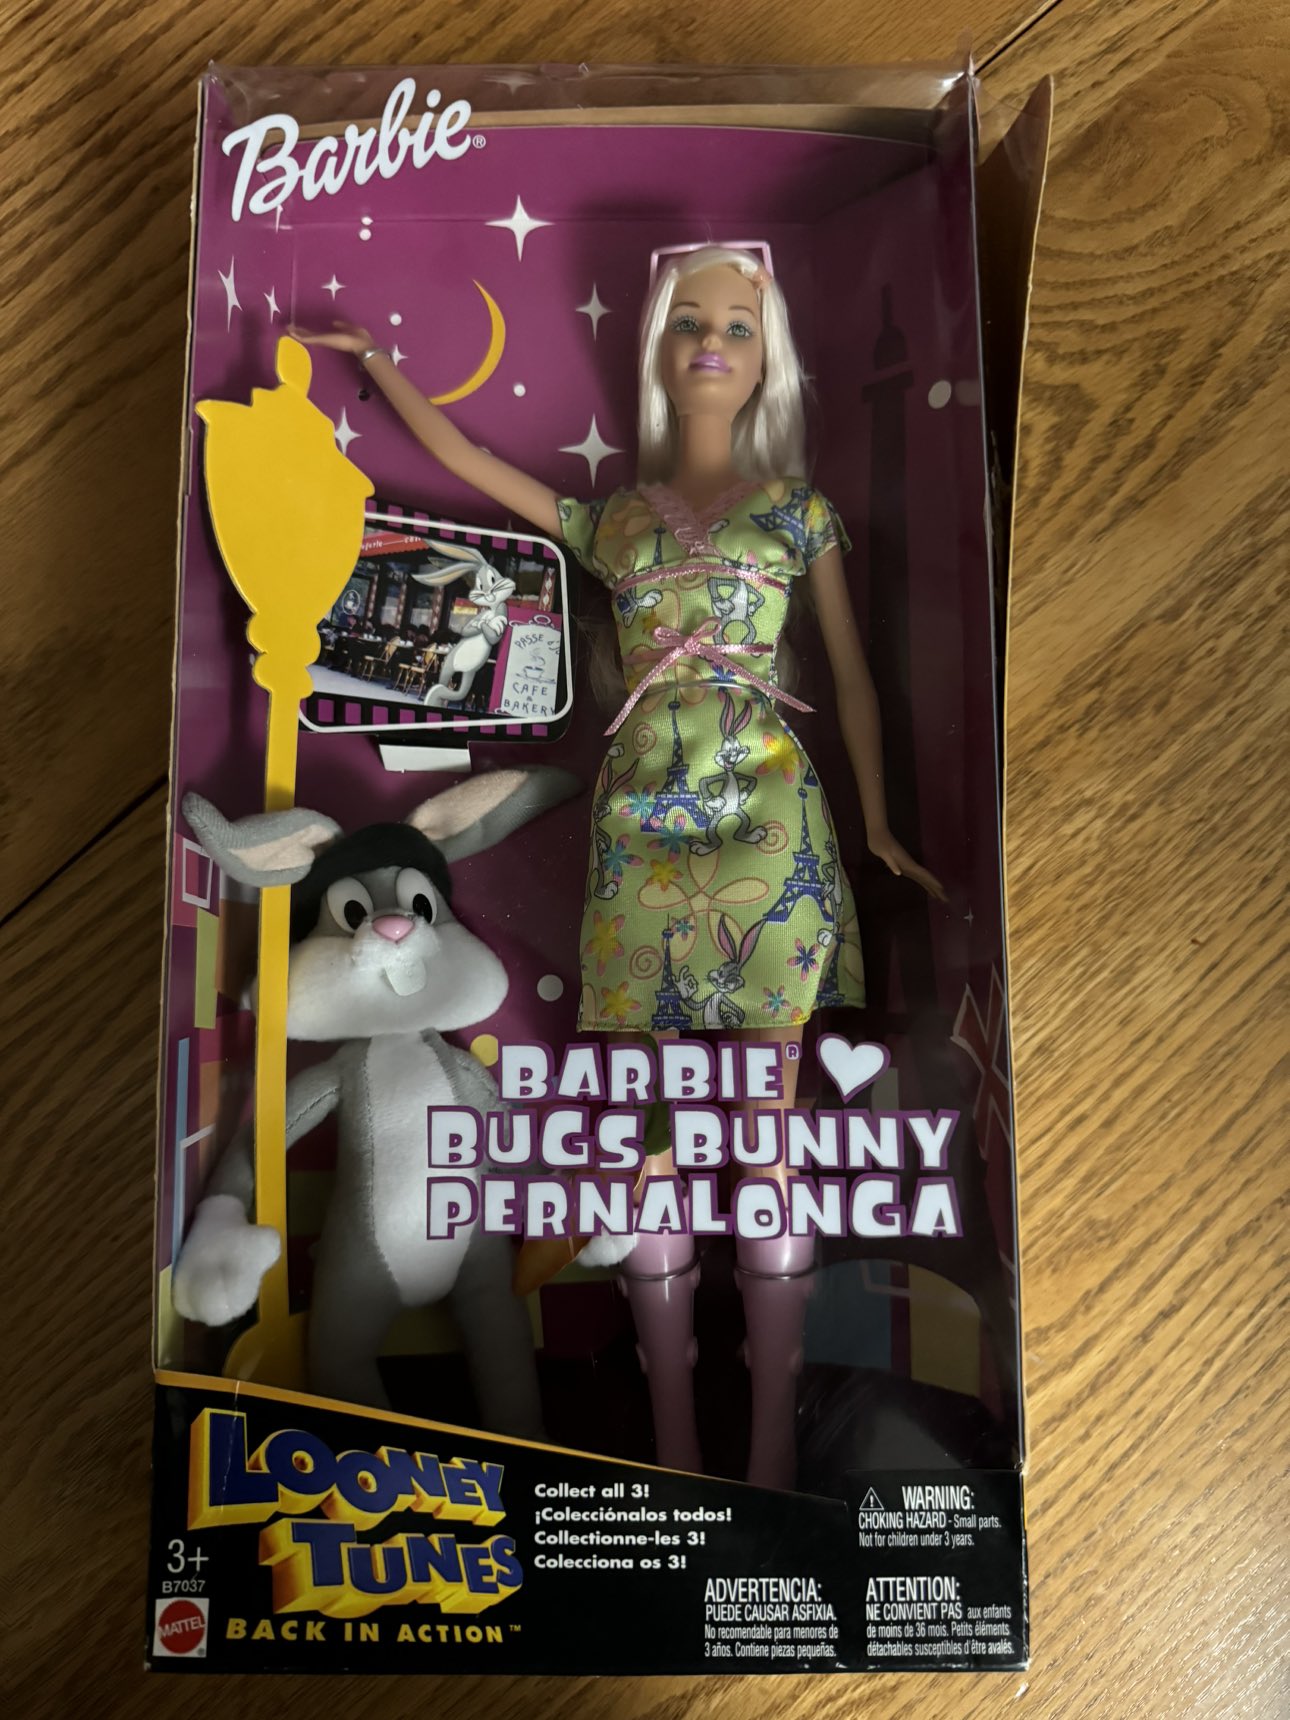 Barbie®
PASSE
CAFE
&
BAKERY
BARBIE® ♥
BUGS BUNNY
PERNALONGA
LOONEY
TUNES
BACK IN ACTION™
3+
B7037
MATTEL
Collect all 3!
¡Colecciónalos todos!
Collectionne-les 3!
Colecciona os 3!
⚠ WARNING:
CHOKING HAZARD - Small parts.
Not for children under 3 years.
ADVERTENCIA:
PUEDE CAUSAR ASFIXIA.
No recomendable para menores de
3 años. Contiene piezas pequeñas.
ATTENTION:
NE CONVIENT PAS aux enfants
de moins de 36 mois. Petits éléments
détachables susceptibles d'être avalés.